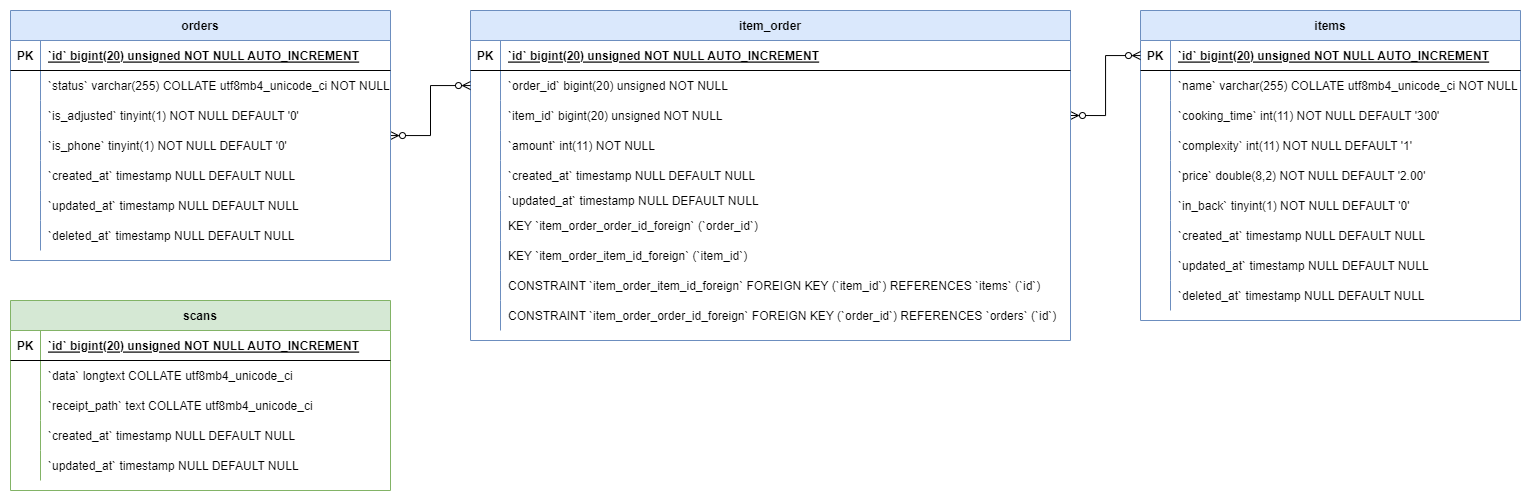 orders
PK `id` bigint(20) unsigned NOT NULL AUTO_INCREMENT
`status` varchar(255) COLLATE utf8mb4_unicode_ci NOT NULL
`is_adjusted` tinyint(1) NOT NULL DEFAULT '0'
`is_phone` tinyint(1) NOT NULL DEFAULT '0'
`created_at` timestamp NULL DEFAULT NULL
`updated_at` timestamp NULL DEFAULT NULL
`deleted_at` timestamp NULL DEFAULT NULL
item_order
PK `id` bigint(20) unsigned NOT NULL AUTO_INCREMENT
`order_id` bigint(20) unsigned NOT NULL
`item_id` bigint(20) unsigned NOT NULL
`amount` int(11) NOT NULL
`created_at` timestamp NULL DEFAULT NULL
`updated_at` timestamp NULL DEFAULT NULL
KEY `item_order_order_id_foreign` (`order_id`)
KEY `item_order_item_id_foreign` (`item_id`)
CONSTRAINT `item_order_item_id_foreign` FOREIGN KEY (`item_id`) REFERENCES `items` (`id`)
CONSTRAINT `item_order_order_id_foreign` FOREIGN KEY (`order_id`) REFERENCES `orders` (`id`)
items
PK `id` bigint(20) unsigned NOT NULL AUTO_INCREMENT
`name` varchar(255) COLLATE utf8mb4_unicode_ci NOT NULL
`cooking_time` int(11) NOT NULL DEFAULT '300'
`complexity` int(11) NOT NULL DEFAULT '1'
`price` double(8,2) NOT NULL DEFAULT '2.00'
`in_back` tinyint(1) NOT NULL DEFAULT '0'
`created_at` timestamp NULL DEFAULT NULL
`updated_at` timestamp NULL DEFAULT NULL
`deleted_at` timestamp NULL DEFAULT NULL
scans
PK `id` bigint(20) unsigned NOT NULL AUTO_INCREMENT
`data` longtext COLLATE utf8mb4_unicode_ci
`receipt_path` text COLLATE utf8mb4_unicode_ci
`created_at` timestamp NULL DEFAULT NULL
`updated_at` timestamp NULL DEFAULT NULL